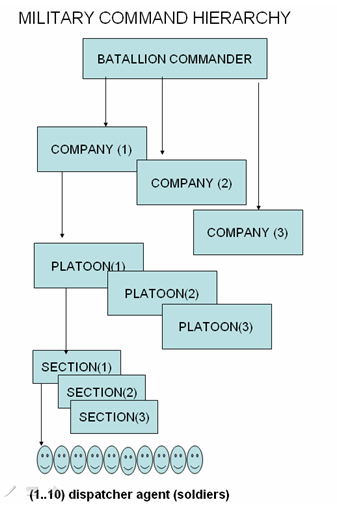 MILITARY COMMAND HIERARCHY
BATALLION COMMANDER
COMPANY (1)
COMPANY (2)
COMPANY (3)
PLATOON(1)
PLATOON(2)
PLATOON(3)
SECTION(1)
SECTION(2)
SECTION(3)
(1..10) dispatcher agent (soldiers)